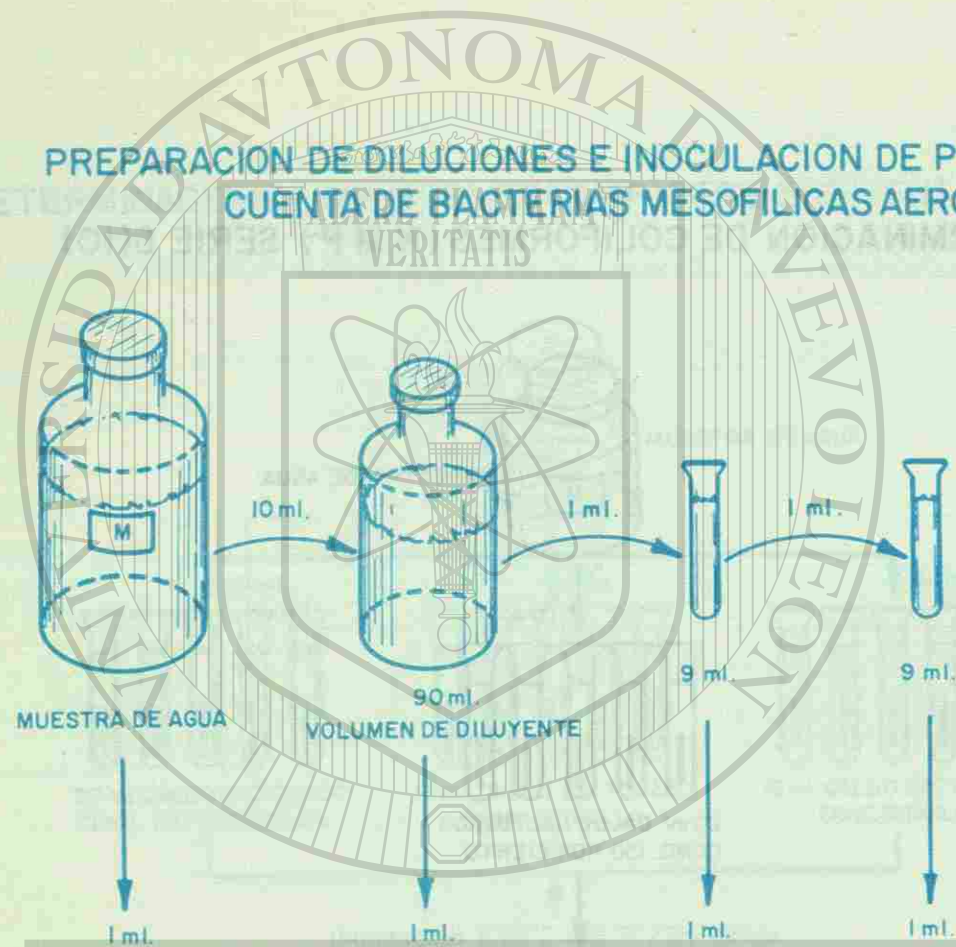 PREPARACION DE DILUCIONES E INOCULACION DE P
CUENTA DE BACTERIAS MESOFILICAS AERO
VERITATIS
M
10 ml.
1 ml.
1 ml.
MUESTRA DE AGUA
90 ml.
VOLUMEN DE DILUYENTE
9 ml.
9 ml.
1 ml.
1 ml.
1 ml.
1 ml.